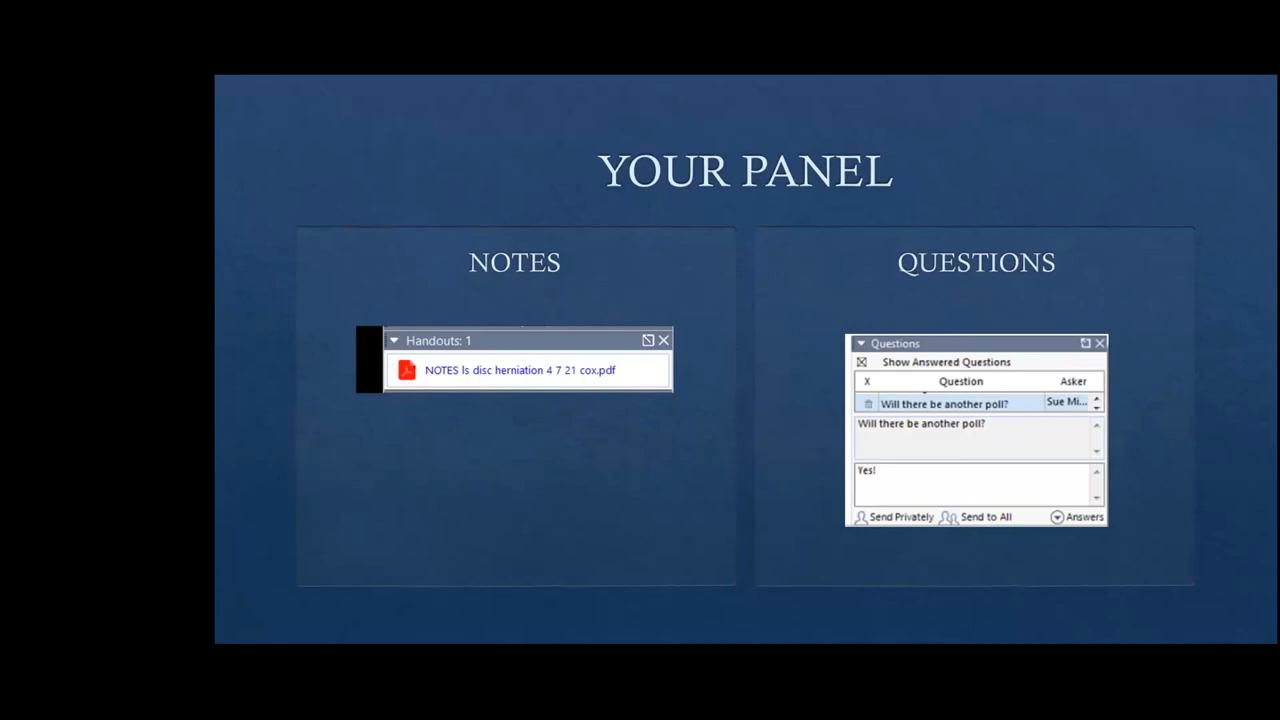 YOUR PANEL
NOTES
Handouts: 1
NOTES ls disc herniation 4 7 21 cox.pdf
QUESTIONS
Questions
Show Answered Questions
X Question Asker
Will there be another poll? Sue Mi...
Will there be another poll?
Yes!
Send Privately Send to All Answers